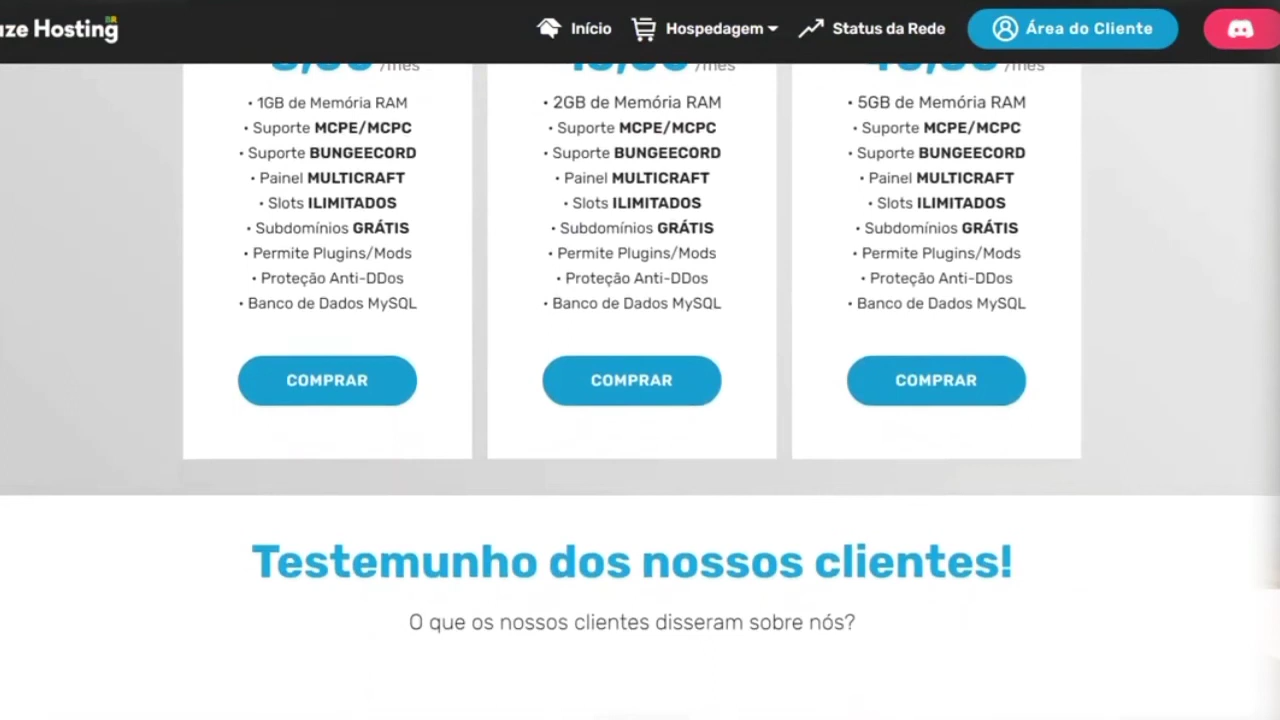 Hosting
BR
Início
Hospedagem
Status da Rede
Área do Cliente
/mês
/mês
/mês
• 1GB de Memória RAM
• Suporte MCPE/MCPC
• Suporte BUNGEECORD
• Painel MULTICRAFT
• Slots ILIMITADOS
• Subdomínios GRÁTIS
• Permite Plugins/Mods
• Proteção Anti-DDos
• Banco de Dados MySQL
COMPRAR
• 2GB de Memória RAM
• Suporte MCPE/MCPC
• Suporte BUNGEECORD
• Painel MULTICRAFT
• Slots ILIMITADOS
• Subdomínios GRÁTIS
• Permite Plugins/Mods
• Proteção Anti-DDos
• Banco de Dados MySQL
COMPRAR
• 5GB de Memória RAM
• Suporte MCPE/MCPC
• Suporte BUNGEECORD
• Painel MULTICRAFT
• Slots ILIMITADOS
• Subdomínios GRÁTIS
• Permite Plugins/Mods
• Proteção Anti-DDos
• Banco de Dados MySQL
COMPRAR
Testemunho dos nossos clientes!
O que os nossos clientes disseram sobre nós?